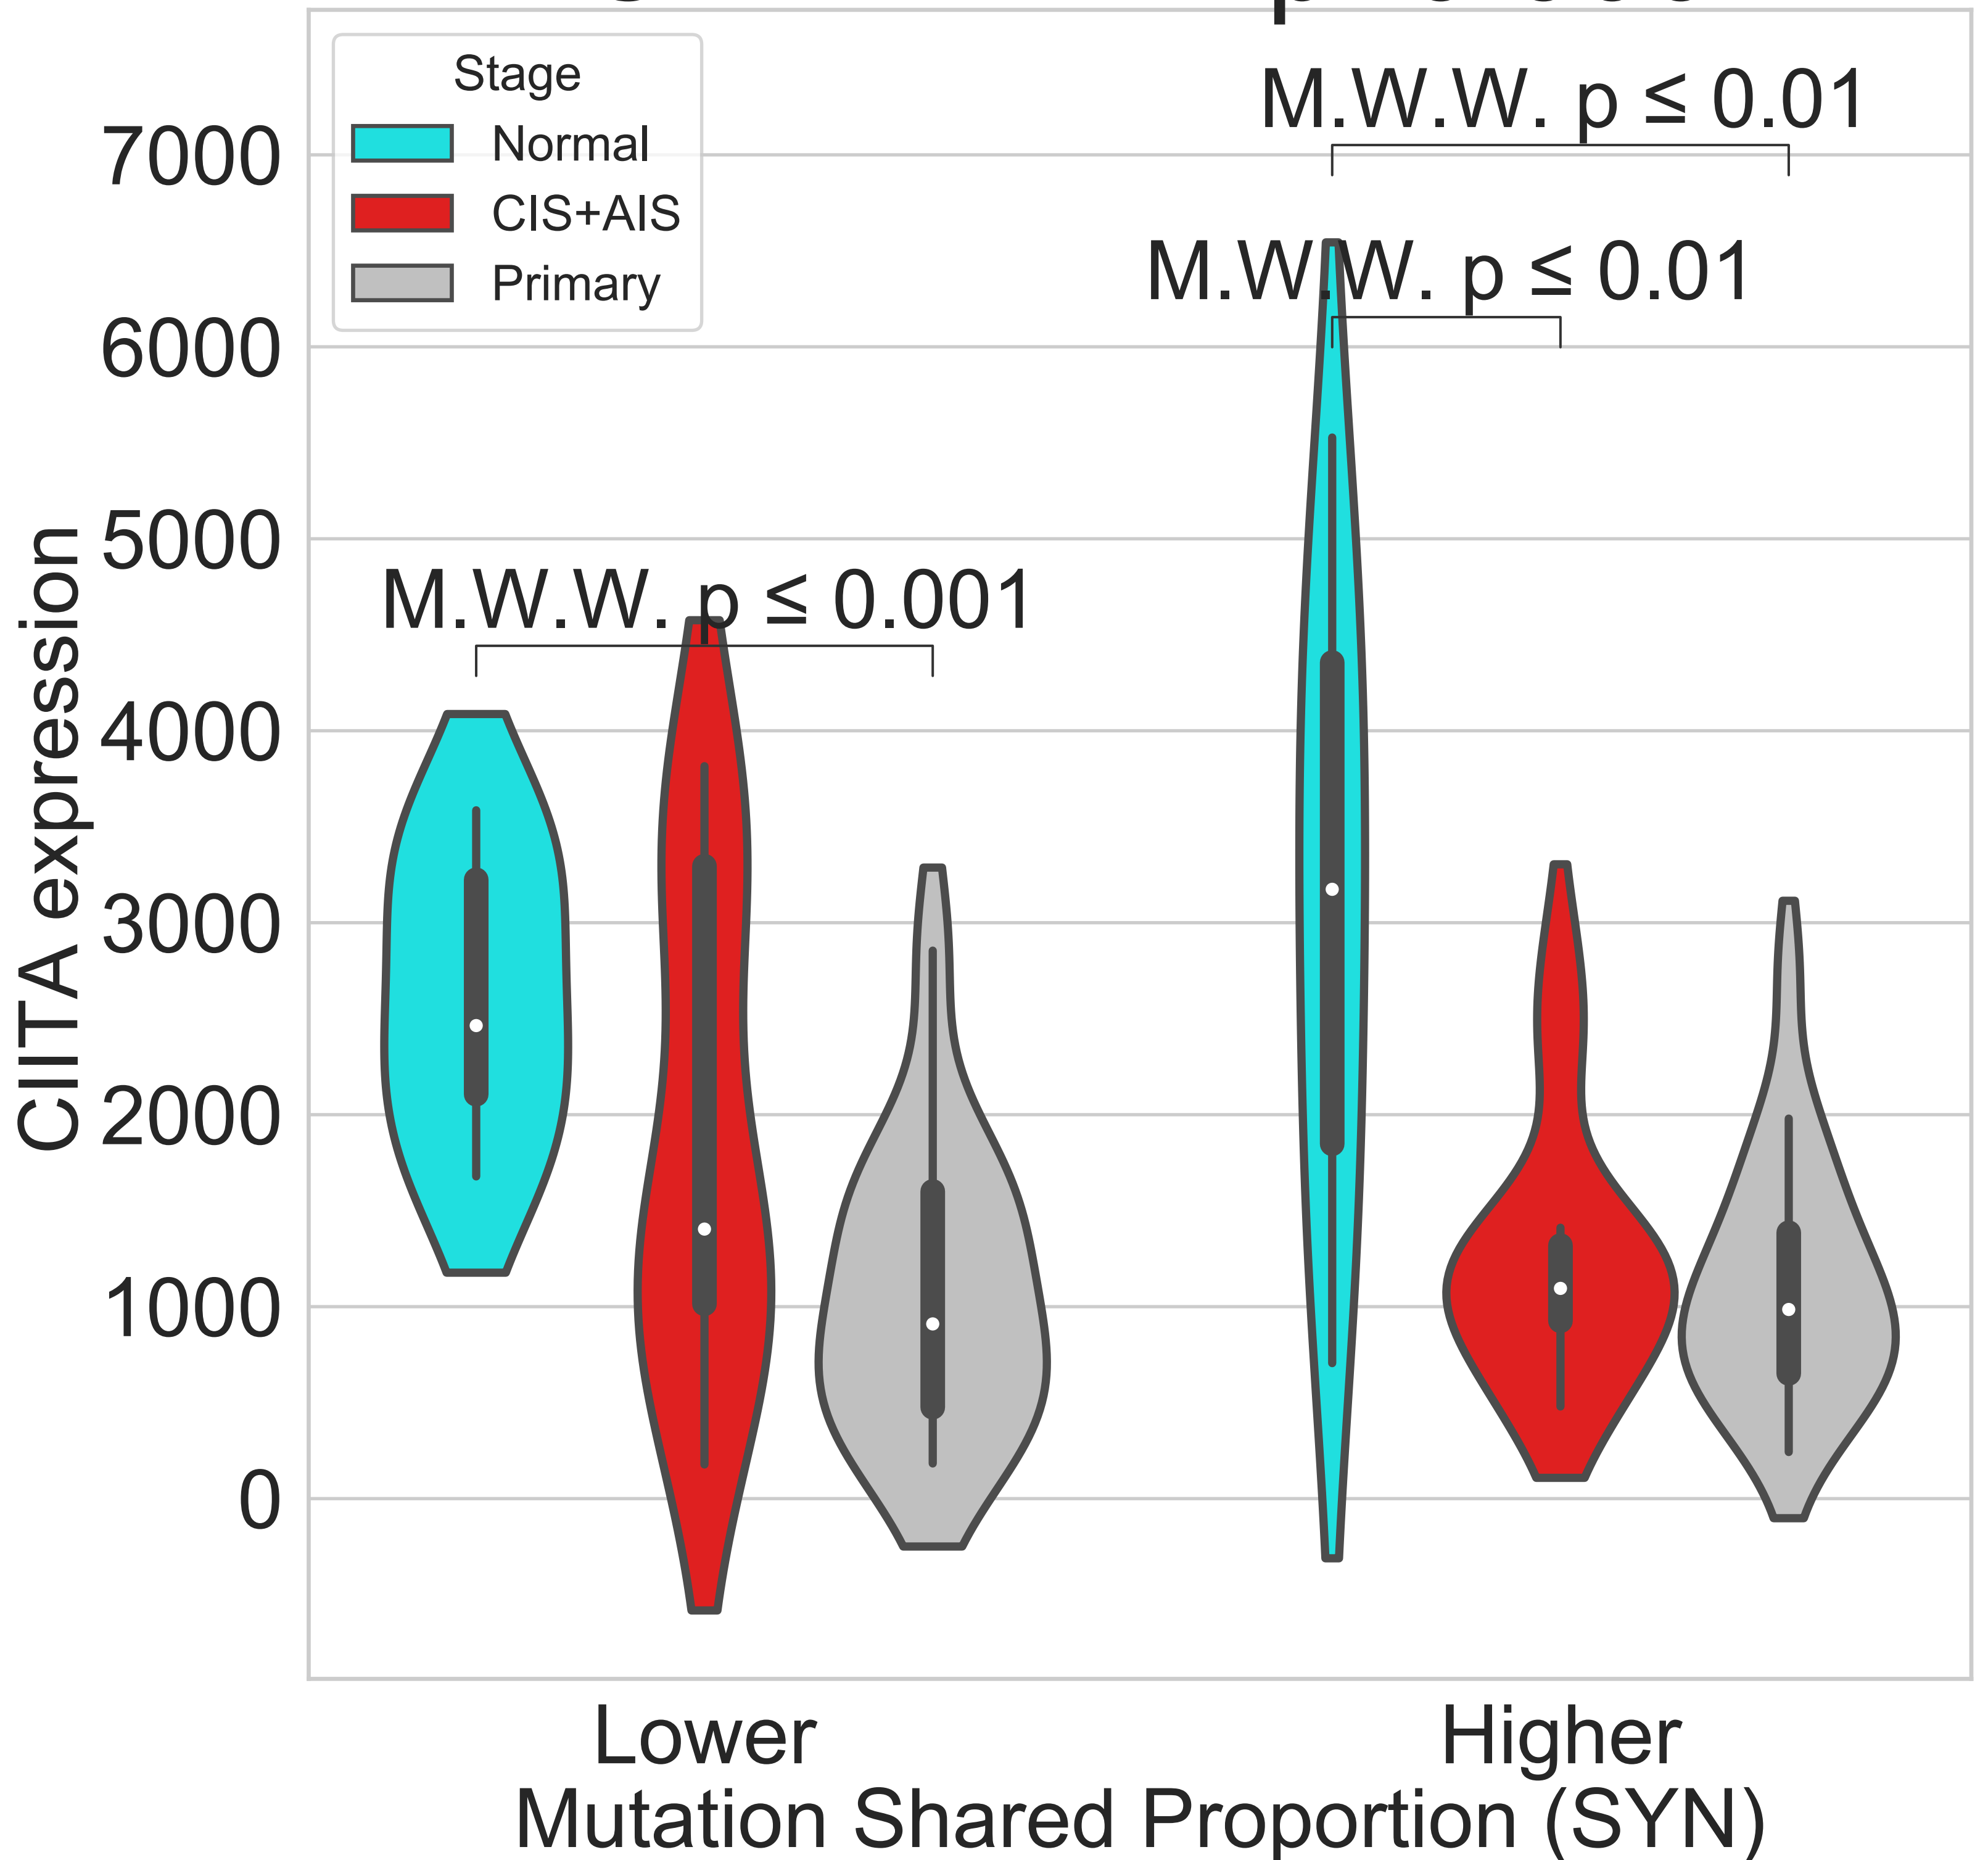 Stage
Normal
CIS+AIS
Primary
M.W.W. p ≤ 0.01
M.W.W. p ≤ 0.01
M.W.W. p ≤ 0.001
7000
6000
5000
4000
3000
2000
1000
0
CIITA expression
Lower
Higher
Mutation Shared Proportion (SYN)